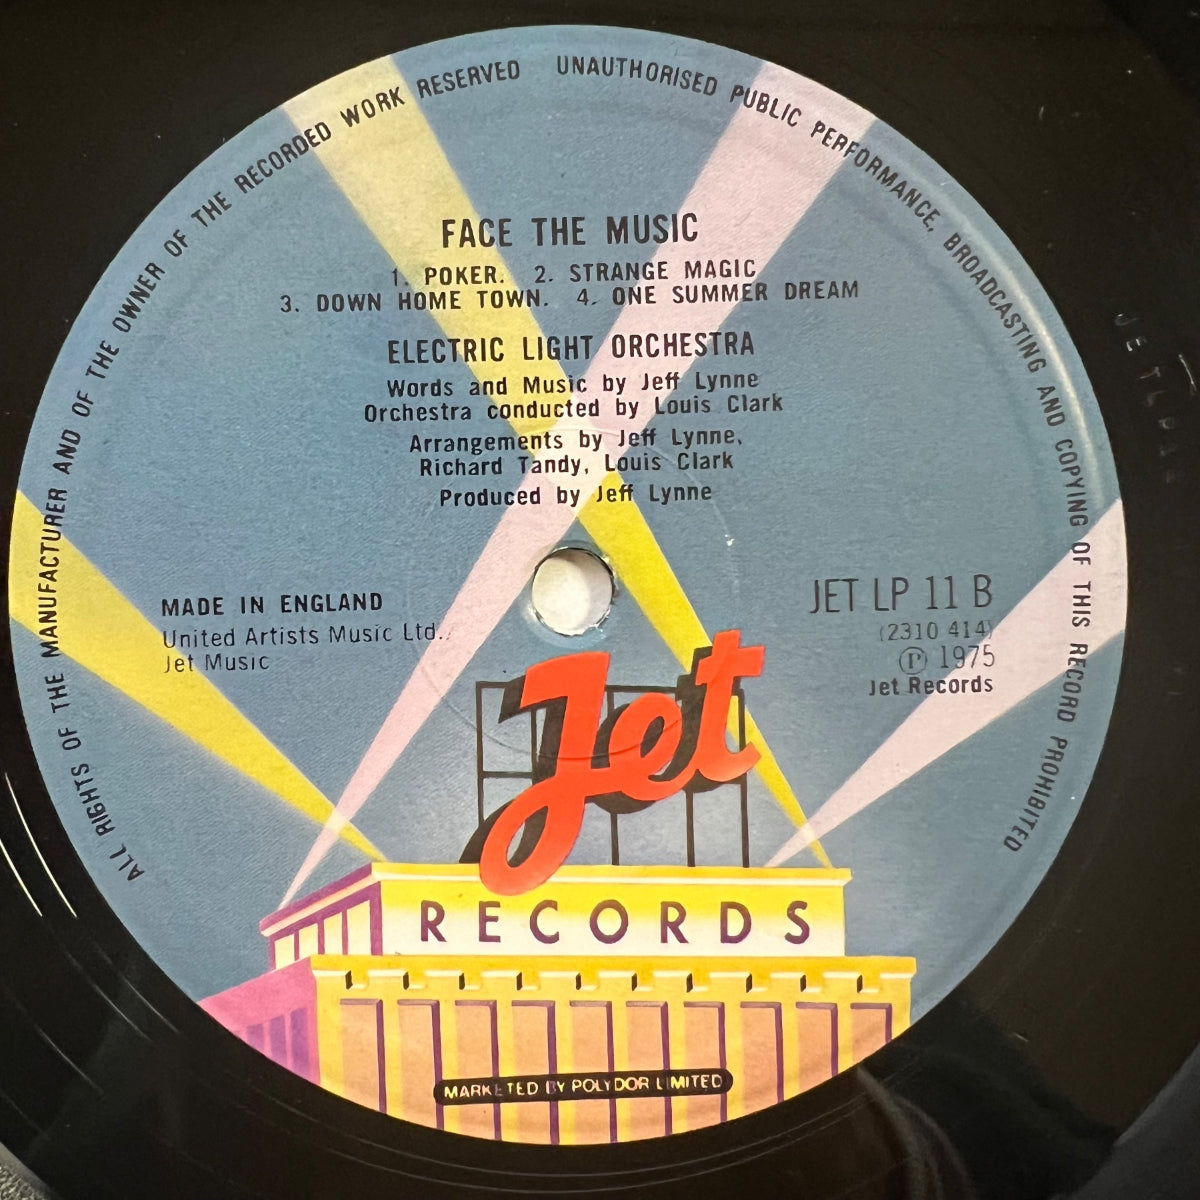 ALL RIGHTS OF THE MANUFACTURER AND OF THE OWNER OF THE RECORDED WORK RESERVED UNAUTHORISED PUBLIC PERFORMANCE, BROADCASTING AND COPYING OF THIS RECORD PROHIBITED
FACE THE MUSIC
1. POKER. 2. STRANGE MAGIC
3. DOWN HOME TOWN. 4. ONE SUMMER DREAM
ELECTRIC LIGHT ORCHESTRA
Words and Music by Jeff Lynne
Orchestra conducted by Louis Clark
Arrangements by Jeff Lynne,
Richard Tandy, Louis Clark
Produced by Jeff Lynne
MADE IN ENGLAND
United Artists Music Ltd./
Jet Music
JET LP 11 B
(2310 414)
Ⓟ 1975
Jet Records
Jet
RECORDS
MARKETED BY POLYDOR LIMITED